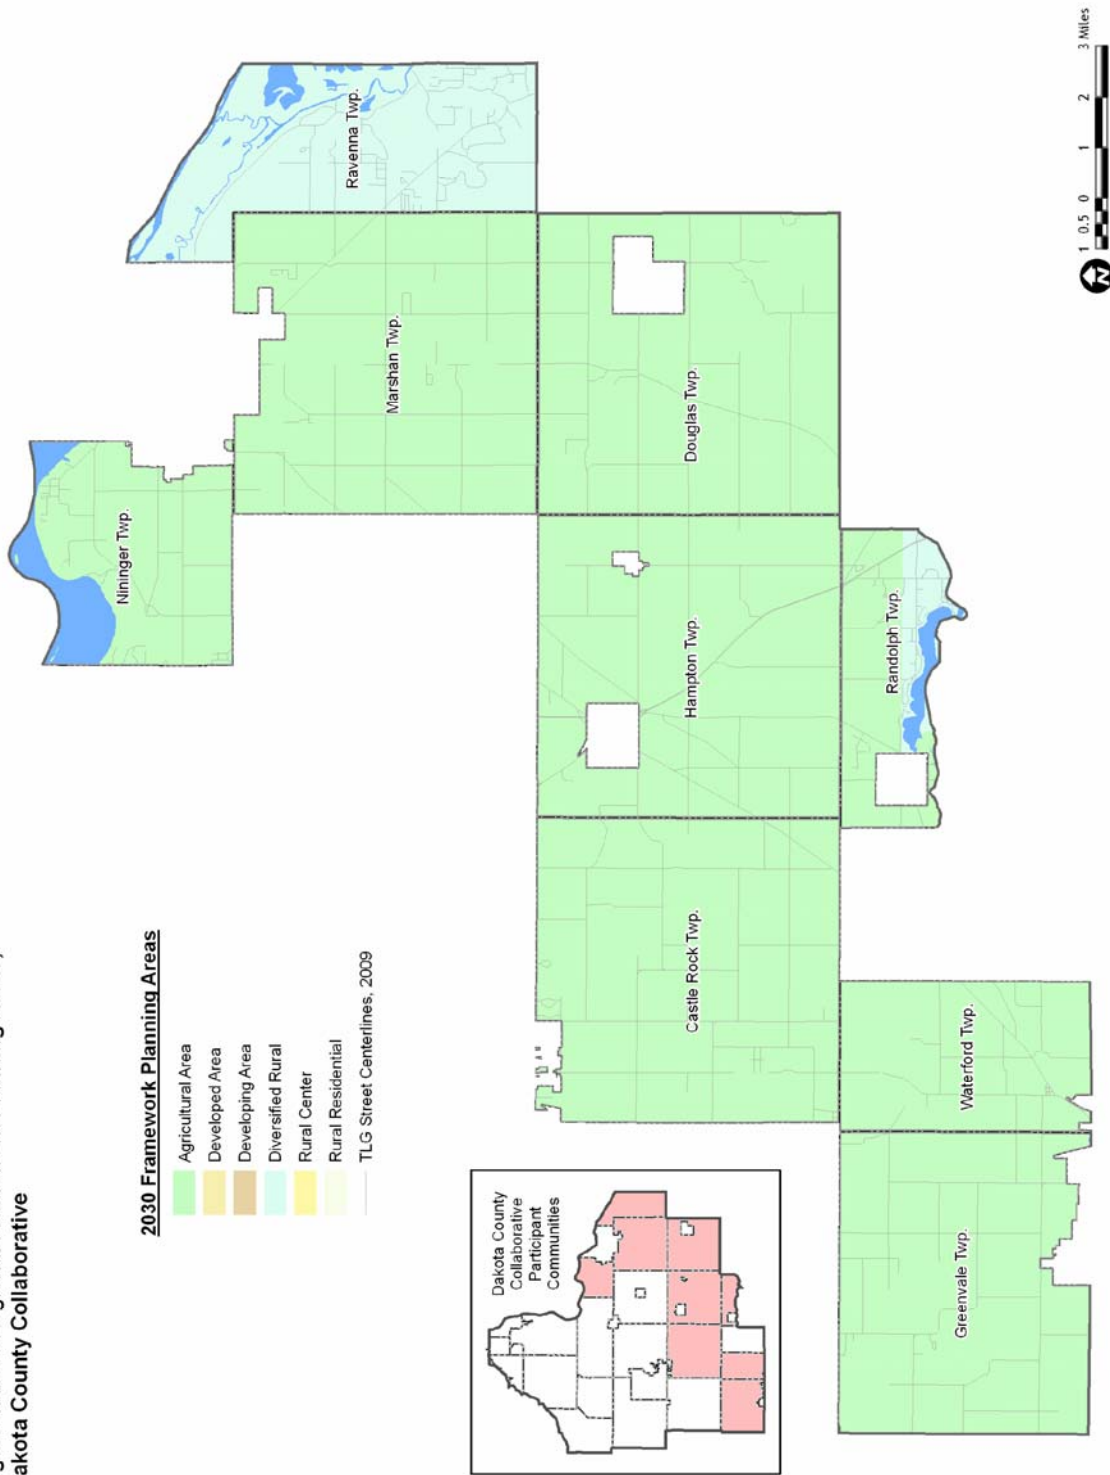 akota County Collaborative
2030 Framework Planning Areas
Agricultural Area
Developed Area
Developing Area
Diversified Rural
Rural Center
Rural Residential
TLG Street Centerlines, 2009
Dakota County
Collaborative
Participant
Communities
Nininger Twp.
Ravenna Twp.
Marshan Twp.
Douglas Twp.
Hampton Twp.
Randolph Twp.
Castle Rock Twp.
Waterford Twp.
Greenvale Twp.
N
1 0.5 0 1 2 3 Miles